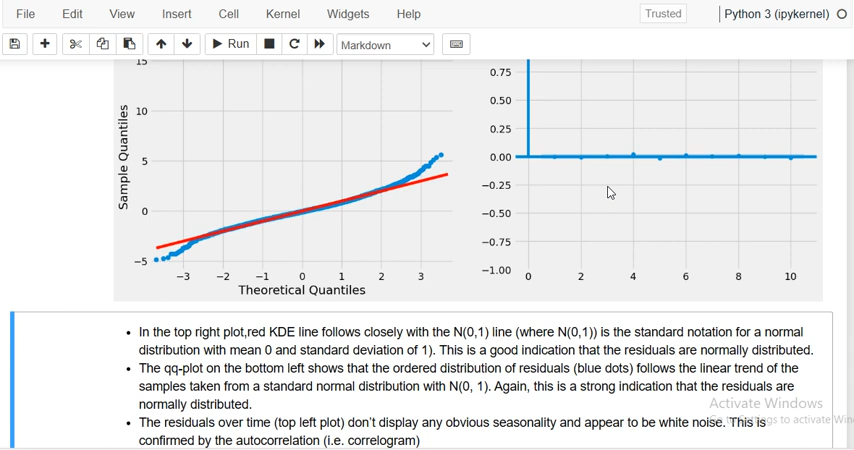 File Edit View Insert Cell Kernel Widgets Help Trusted Python 3 (ipykernel)
Run Markdown
15
10
5
0
−5
Sample Quantiles
−3 −2 −1 0 1 2 3
Theoretical Quantiles
0.75
0.50
0.25
0.00
−0.25
−0.50
−0.75
−1.00
0 2 4 6 8 10
• In the top right plot,red KDE line follows closely with the N(0,1) line (where N(0,1)) is the standard notation for a normal
distribution with mean 0 and standard deviation of 1). This is a good indication that the residuals are normally distributed.
• The qq-plot on the bottom left shows that the ordered distribution of residuals (blue dots) follows the linear trend of the
samples taken from a standard normal distribution with N(0, 1). Again, this is a strong indication that the residuals are
normally distributed.
• The residuals over time (top left plot) don't display any obvious seasonality and appear to be white noise. This is
confirmed by the autocorrelation (i.e. correlogram)
Activate Windows
Go to Settings to activate Win